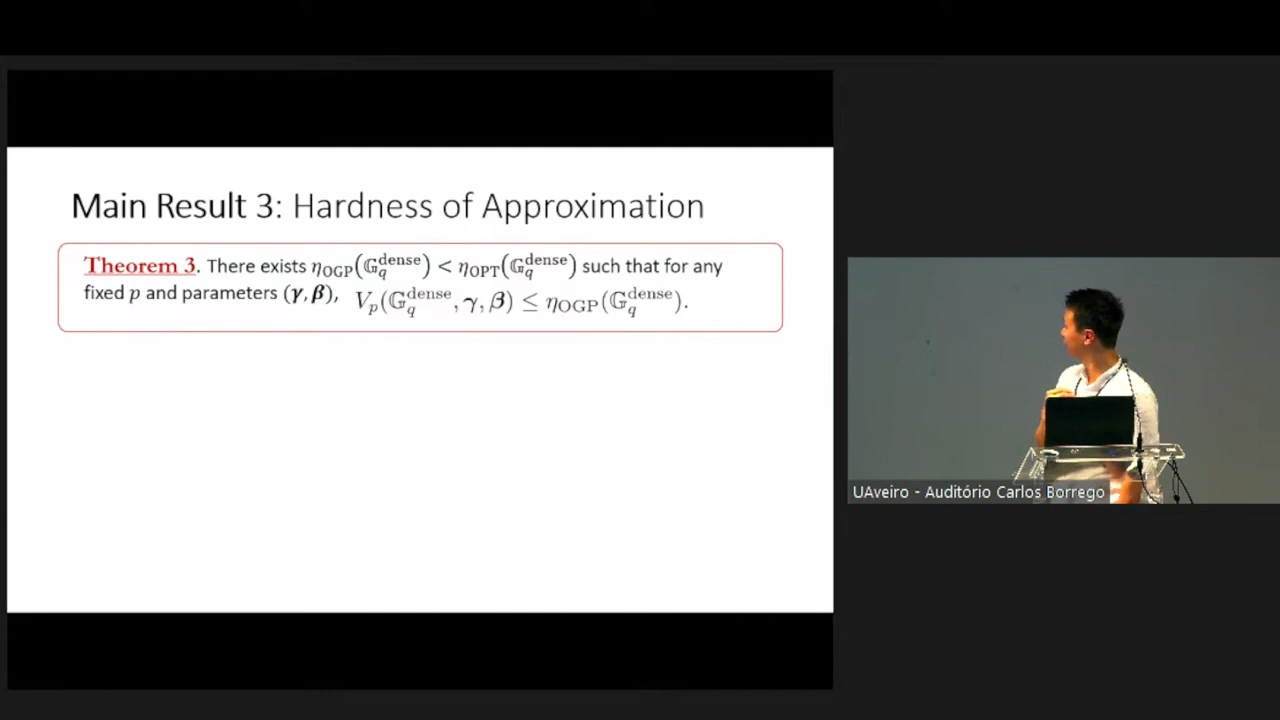 Main Result 3: Hardness of Approximation
Theorem 3. There exists η_OGP(𝔾_q^dense) < η_OPT(𝔾_q^dense) such that for any
fixed p and parameters (γ, β), V_p(𝔾_q^dense, γ, β) ≤ η_OGP(𝔾_q^dense).
UAveiro - Auditório Carlos Borrego